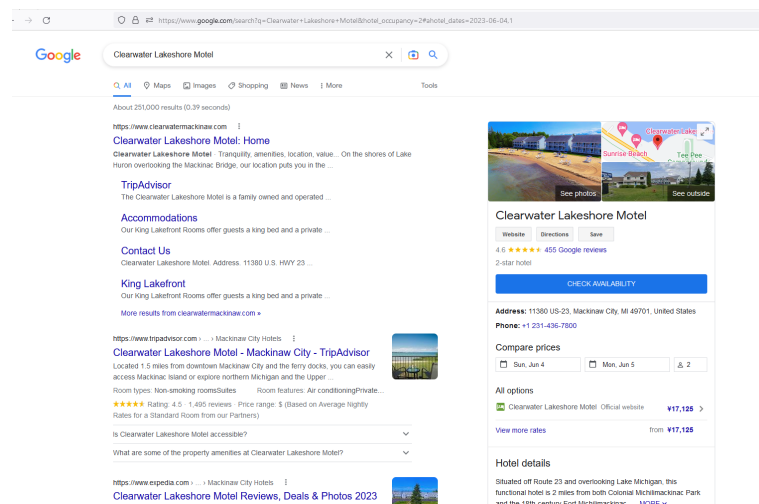 https://www.google.com/search?q=Clearwater+Lakeshore+Motel&hotel_occupancy=2#ahotel_dates=2023-06-04,1
Google
Clearwater Lakeshore Motel
All
Maps
Images
Shopping
News
More
Tools
About 251,000 results (0.39 seconds)
https://www.clearwatermackinaw.com
Clearwater Lakeshore Motel: Home
Clearwater Lakeshore Motel · Tranquility, amenities, location, value... On the shores of Lake
Huron overlooking the Mackinac Bridge, our location puts you in the ...
TripAdvisor
The Clearwater Lakeshore Motel is a family owned and operated ...
Accommodations
Our King Lakefront Rooms offer guests a king bed and a private ...
Contact Us
Clearwater Lakeshore Motel. Address. 11380 U.S. HWY 23 ...
King Lakefront
Our King Lakefront Rooms offer guests a king bed and a private ...
More results from clearwatermackinaw.com »
https://www.tripadvisor.com › ... › Mackinaw City Hotels
Clearwater Lakeshore Motel - Mackinaw City - TripAdvisor
Located 1.5 miles from downtown Mackinaw City and the ferry docks, you can easily
access Mackinac Island or explore northern Michigan and the Upper ...
Room types: Non-smoking roomsSuites Room features: Air conditioningPrivate...
Rating: 4.5 · 1,495 reviews · Price range: $ (Based on Average Nightly
Rates for a Standard Room from our Partners)
Is Clearwater Lakeshore Motel accessible?
What are some of the property amenities at Clearwater Lakeshore Motel?
https://www.expedia.com › ... › Mackinaw City Hotels
Clearwater Lakeshore Motel Reviews, Deals & Photos 2023
Clearwater Lakes
Sunrise Beach
Tee Pee
See photos
See outside
Clearwater Lakeshore Motel
Website
Directions
Save
4.6 455 Google reviews
2-star hotel
CHECK AVAILABILITY
Address: 11380 US-23, Mackinaw City, MI 49701, United States
Phone: +1 231-436-7800
Compare prices
Sun, Jun 4
Mon, Jun 5
2
All options
Clearwater Lakeshore Motel Official website ¥17,125
View more rates from ¥17,125
Hotel details
Situated off Route 23 and overlooking Lake Michigan, this
functional hotel is 2 miles from both Colonial Michilimackinac Park
and the 18th-century Fort Michilimackinac ... MORE